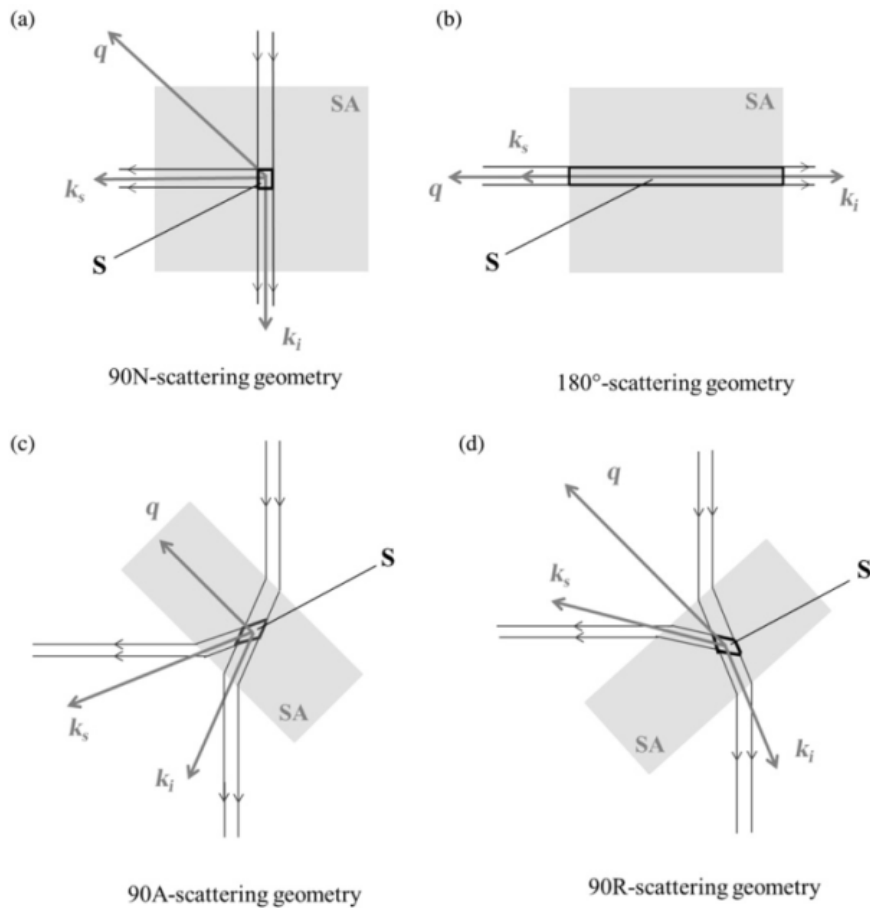 (a)
q
SA
k_s
S
k_i
90N-scattering geometry
(b)
SA
k_s
q
k_i
S
180°-scattering geometry
(c)
q
S
SA
k_s
k_i
90A-scattering geometry
(d)
q
S
k_s
SA
k_i
90R-scattering geometry